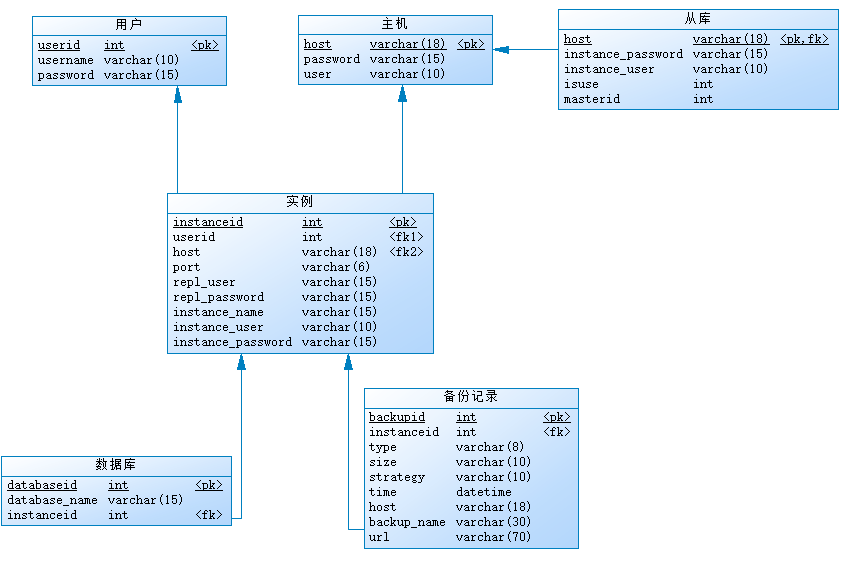 用户
userid int <pk>
username varchar(10)
password varchar(15)
主机
host varchar(18) <pk>
password varchar(15)
user varchar(10)
从库
host varchar(18) <pk,fk>
instance_password varchar(15)
instance_user varchar(10)
isuse int
masterid int
实例
instanceid int <pk>
userid int <fk1>
host varchar(18) <fk2>
port varchar(6)
repl_user varchar(15)
repl_password varchar(15)
instance_name varchar(15)
instance_user varchar(10)
instance_password varchar(15)
备份记录
backupid int <pk>
instanceid int <fk>
type varchar(8)
size varchar(10)
strategy varchar(10)
time datetime
host varchar(18)
backup_name varchar(30)
url varchar(70)
数据库
databaseid int <pk>
database_name varchar(15)
instanceid int <fk>